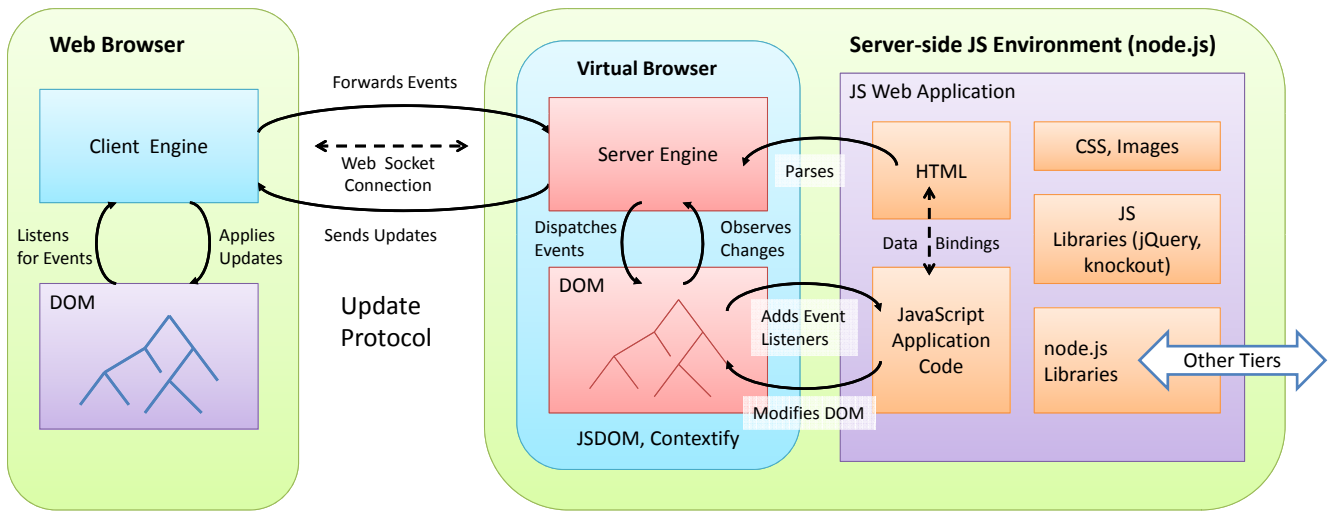 Web Browser
Client Engine
Listens
for Events
Applies
Updates
DOM
Forwards Events
Web Socket
Connection
Sends Updates
Update
Protocol
Server-side JS Environment (node.js)
Virtual Browser
Server Engine
Dispatches
Events
Observes
Changes
DOM
JSDOM, Contextify
Parses
Adds Event
Listeners
Modifies DOM
JS Web Application
HTML
Data Bindings
JavaScript
Application
Code
CSS, Images
JS
Libraries (jQuery,
knockout)
node.js
Libraries
Other Tiers